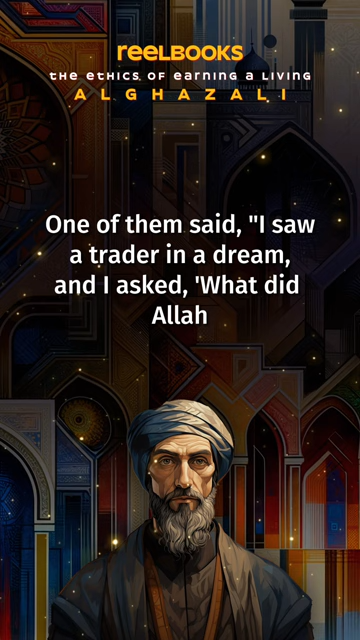 reelBOOKS
the ethics of earning a living
ALGHAZALI
One of them said, "I saw
a trader in a dream,
and I asked, 'What did
Allah